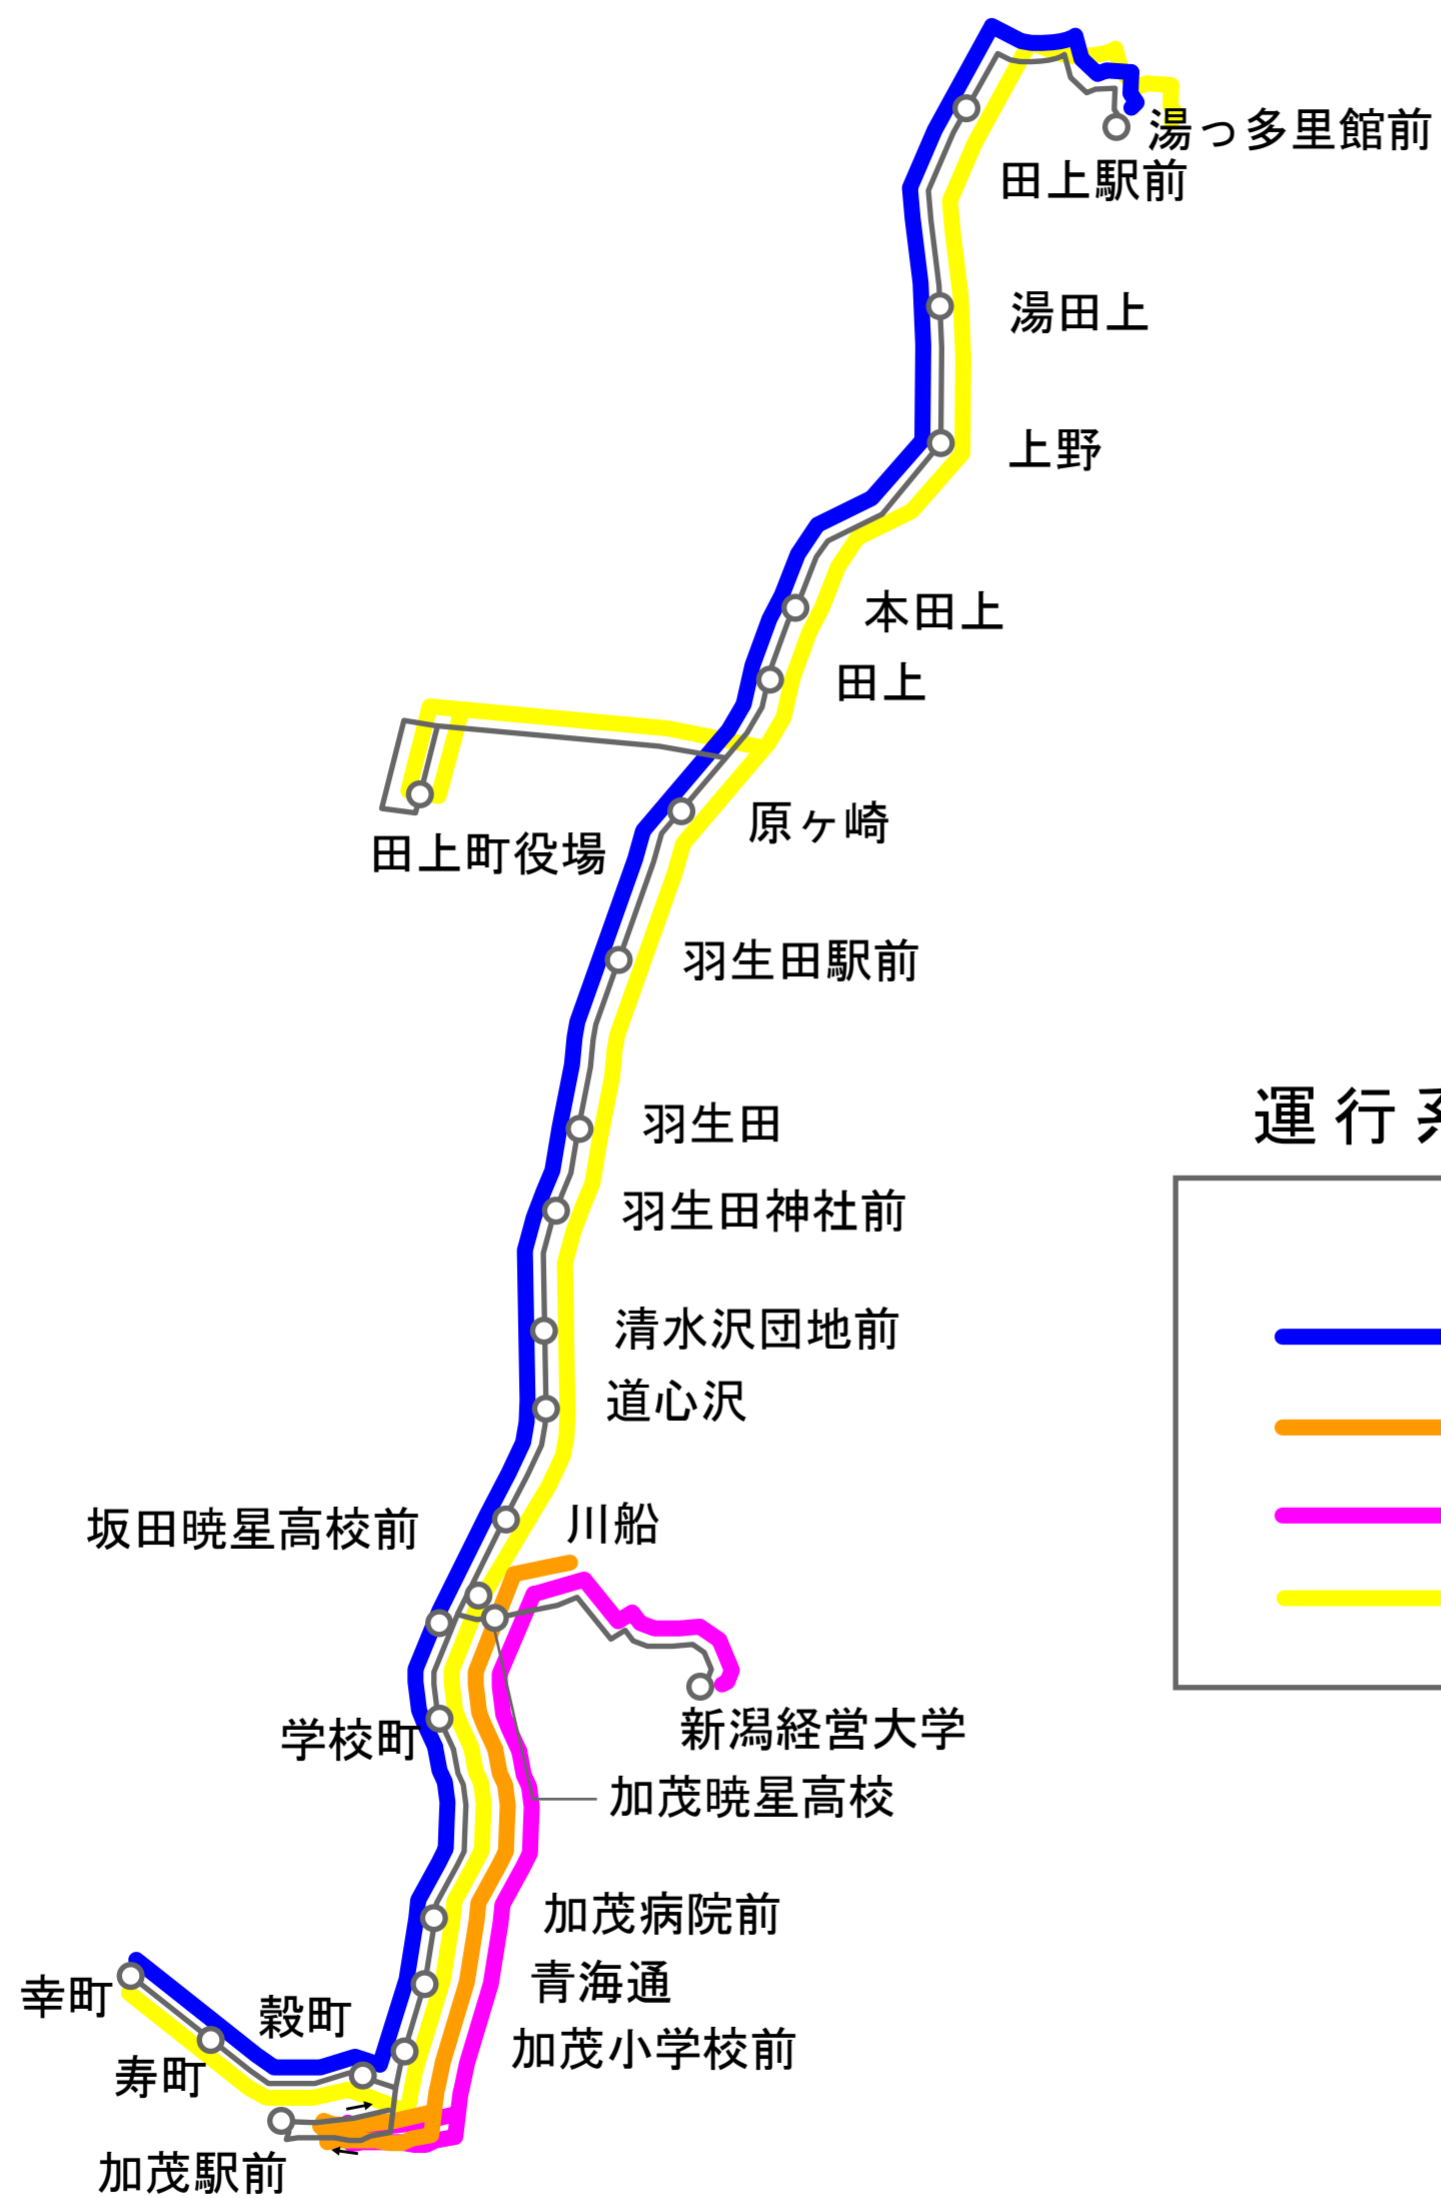 湯っ多里館前
田上駅前
湯田上
上野
本田上
田上
原ヶ崎
田上町役場
羽生田駅前
運行系
羽生田
羽生田神社前
清水沢団地前
道心沢
坂田暁星高校前
川船
新潟経営大学
学校町
加茂暁星高校
加茂病院前
青海通
幸町
穀町
加茂小学校前
寿町
加茂駅前